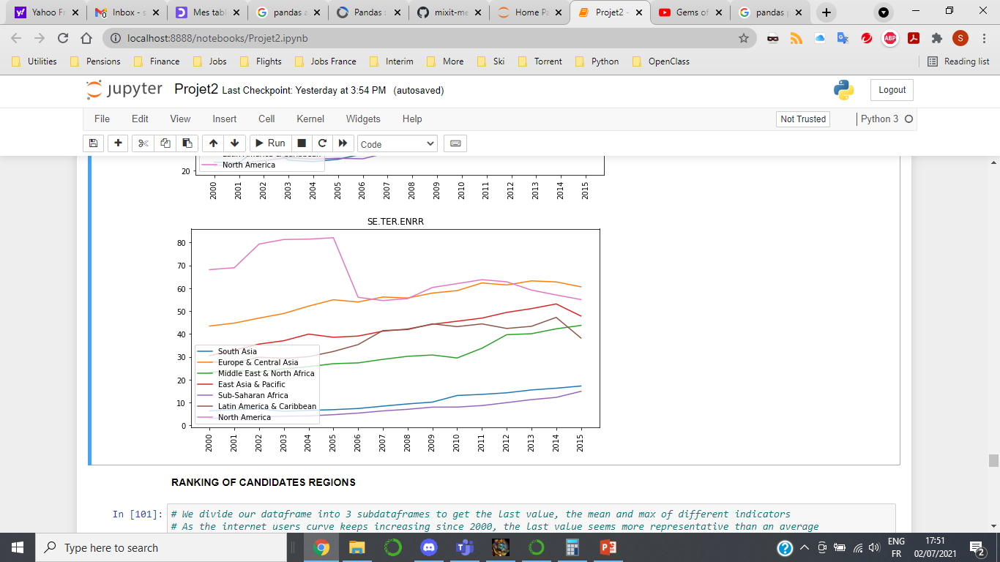 Yahoo Fr
Inbox - s
Mes tabl
pandas a
Pandas :
mixit-me
Home Pa
Projet2 -
Gems of
pandas p
localhost:8888/notebooks/Projet2.ipynb
ABP
S
Utilities
Pensions
Finance
Jobs
Flights
Jobs France
Interim
More
Ski
Torrent
Python
OpenClass
Reading list
jupyter
Projet2 Last Checkpoint: Yesterday at 3:54 PM (autosaved)
Logout
File
Edit
View
Insert
Cell
Kernel
Widgets
Help
Not Trusted
Python 3
Run
Code
Latin America & Caribbean
North America
20
2000
2001
2002
2003
2004
2005
2006
2007
2008
2009
2010
2011
2012
2013
2014
2015
SE.TER.ENRR
80
70
60
50
40
30
20
10
0
South Asia
Europe & Central Asia
Middle East & North Africa
East Asia & Pacific
Sub-Saharan Africa
Latin America & Caribbean
North America
2000
2001
2002
2003
2004
2005
2006
2007
2008
2009
2010
2011
2012
2013
2014
2015
RANKING OF CANDIDATES REGIONS
In [101]:
# We divide our dataframe into 3 subdataframes to get the last value, the mean and max of different indicators
# As the internet users curve keeps increasing since 2000, the last value seems more representative than an average
Type here to search
ENG
FR
17:51
02/07/2021
2